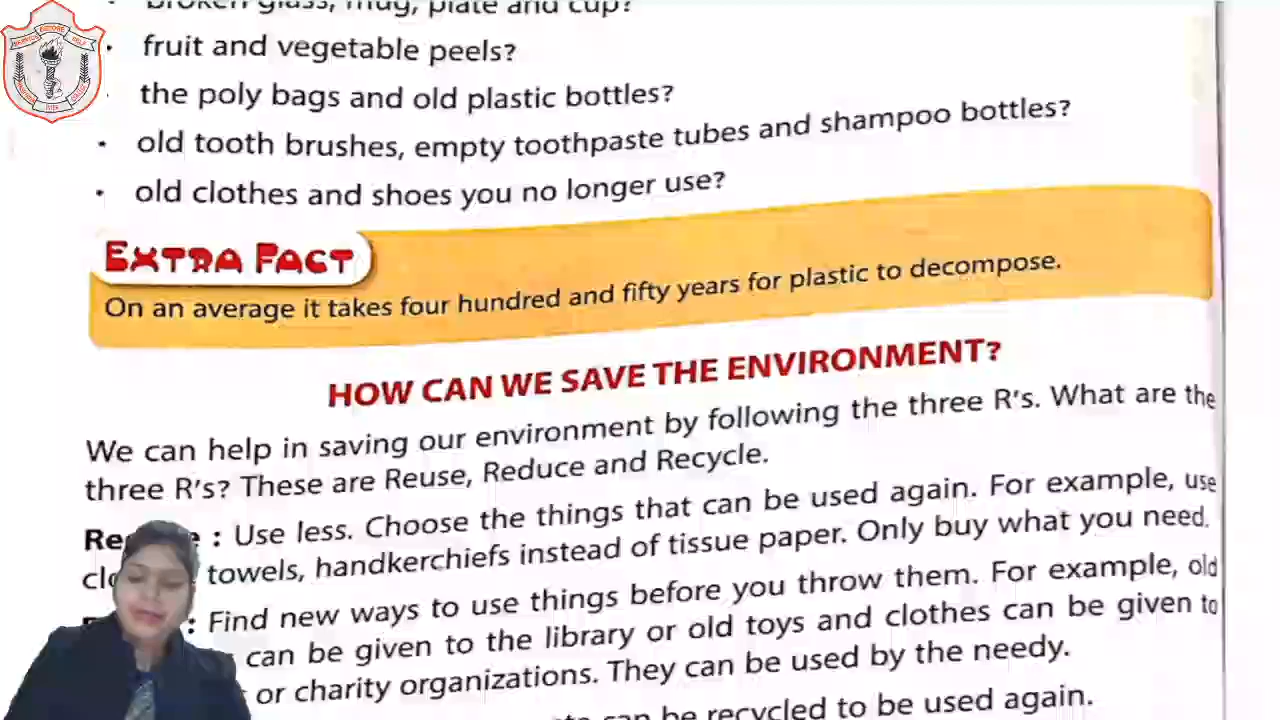 broken glass, mug, plate and cup?
• fruit and vegetable peels?
• the poly bags and old plastic bottles?
• old tooth brushes, empty toothpaste tubes and shampoo bottles?
• old clothes and shoes you no longer use?
EXTRA FACT
On an average it takes four hundred and fifty years for plastic to decompose.
HOW CAN WE SAVE THE ENVIRONMENT?
We can help in saving our environment by following the three R's. What are the
three R's? These are Reuse, Reduce and Recycle.
: Use less. Choose the things that can be used again. For example, use
towels, handkerchiefs instead of tissue paper. Only buy what you need.
: Find new ways to use things before you throw them. For example, old
can be given to the library or old toys and clothes can be given to
or charity organizations. They can be used by the needy.
can be recycled to be used again.